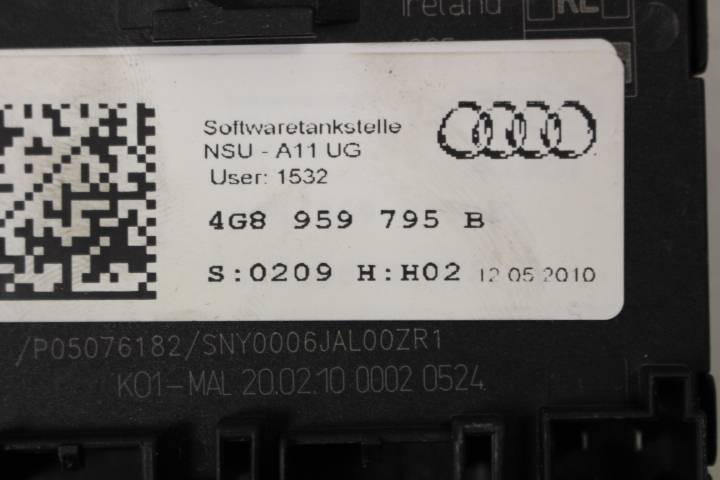 Ireland
Softwaretankstelle
NSU - A11 UG
User: 1532
4G8 959 795 B
S:0209 H:H02 12.05.2010
/P05076182/SNY0006JAL00ZR1
K01-MAL 20.02.10 0002 0524